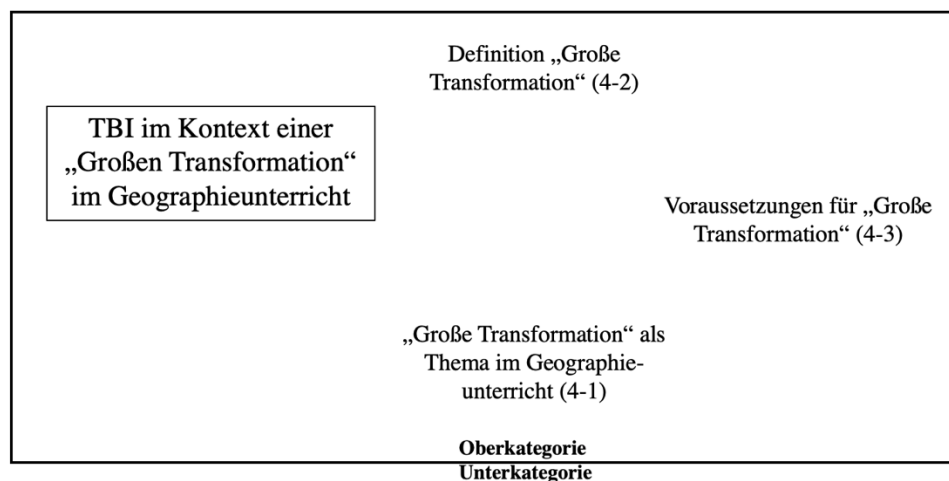 Definition „Große
Transformation“ (4-2)
TBI im Kontext einer
„Großen Transformation“
im Geographieunterricht
Voraussetzungen für „Große
Transformation“ (4-3)
„Große Transformation“ als
Thema im Geographie-
unterricht (4-1)
Oberkategorie
Unterkategorie